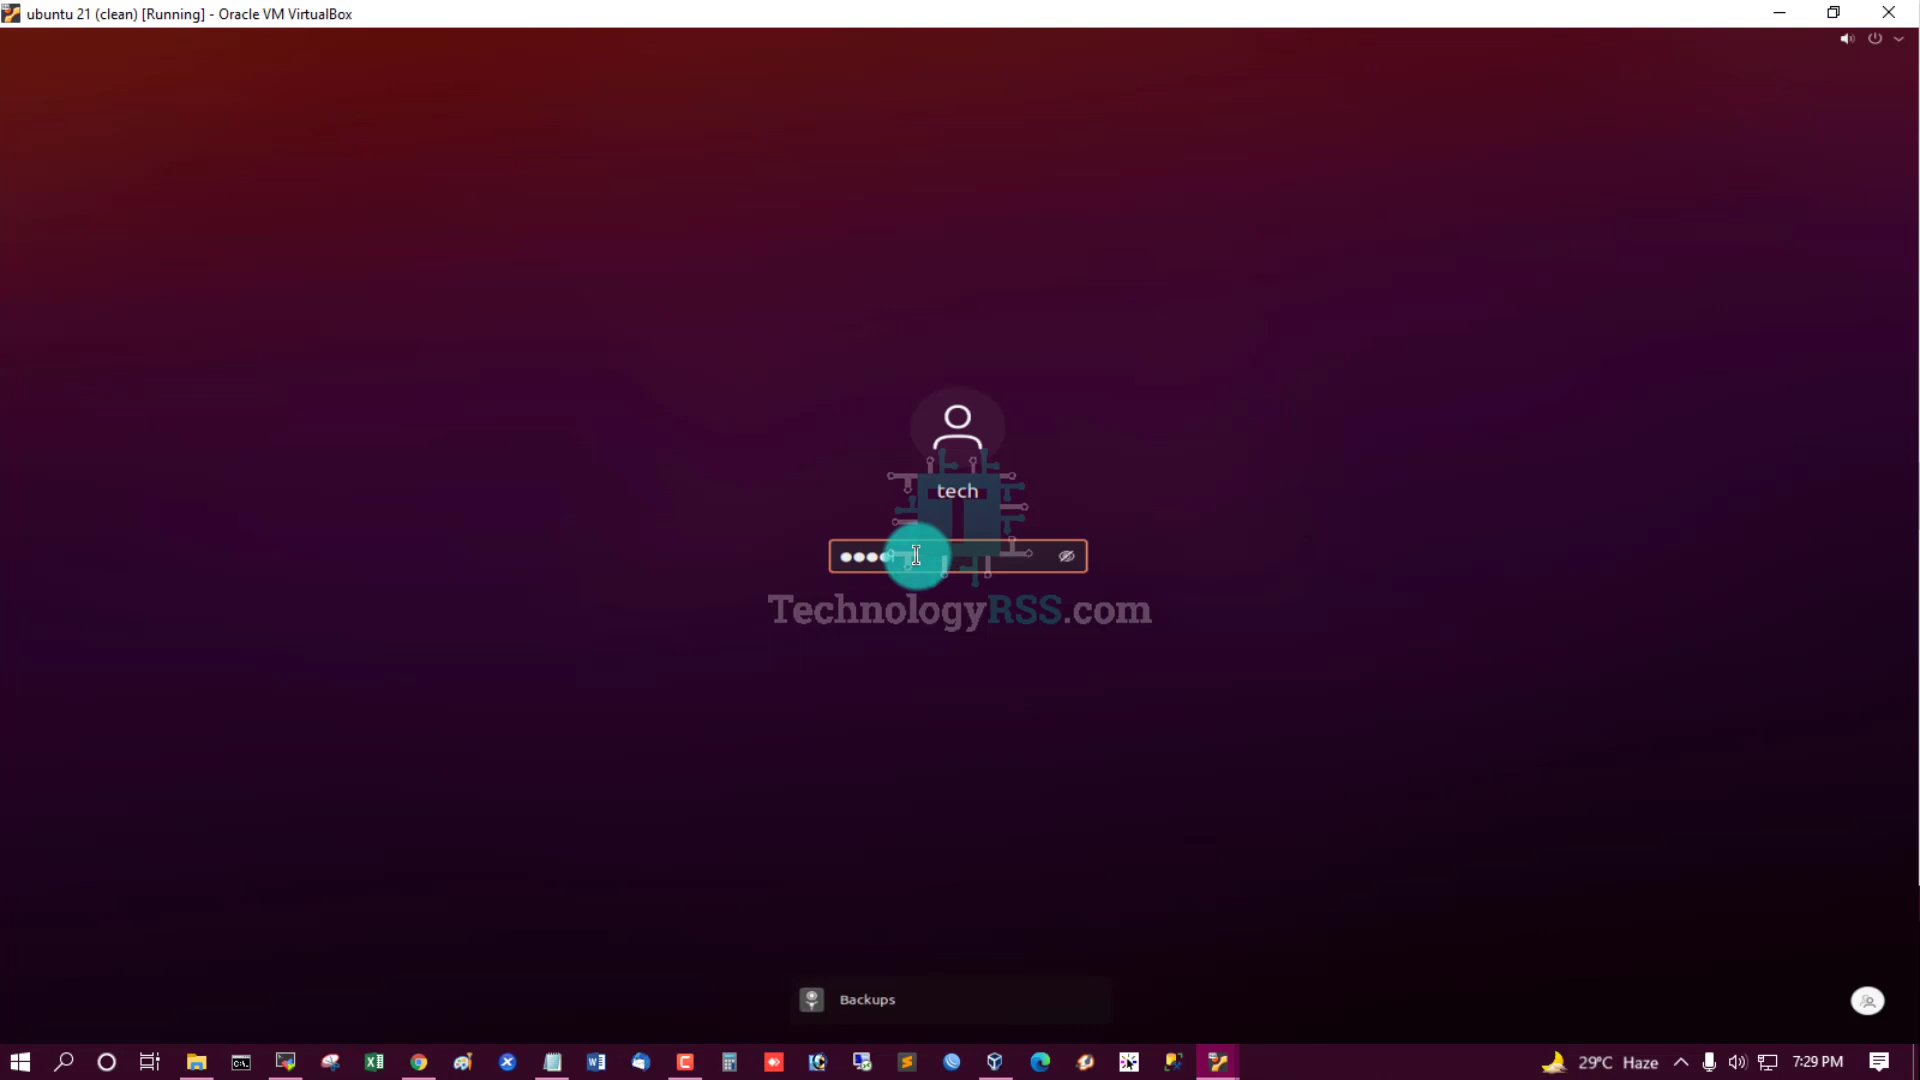 ubuntu 21 (clean) [Running] - Oracle VM VirtualBox
tech
TechnologyRSS.com
Backups
29°C Haze
7:29 PM